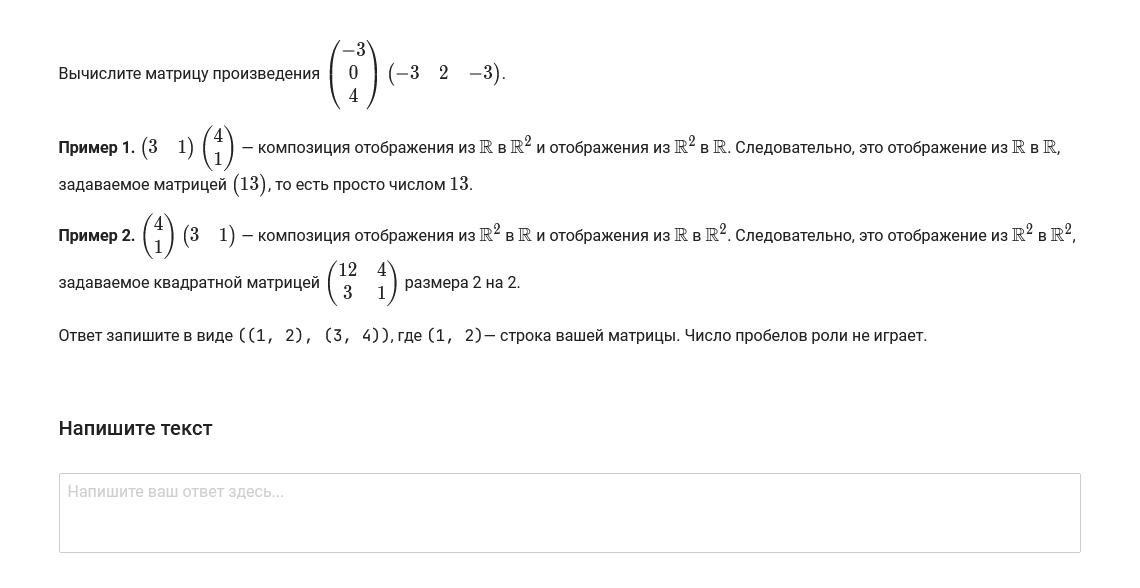 Вычислите матрицу произведения $\begin{pmatrix} -3 \\ 0 \\ 4 \end{pmatrix} \begin{pmatrix} -3 & 2 & -3 \end{pmatrix}$.
Пример 1. $\begin{pmatrix} 3 & 1 \end{pmatrix} \begin{pmatrix} 4 \\ 1 \end{pmatrix}$ – композиция отображения из $\mathbb{R}$ в $\mathbb{R}^2$ и отображения из $\mathbb{R}^2$ в $\mathbb{R}$. Следовательно, это отображение из $\mathbb{R}$ в $\mathbb{R}$,
задаваемое матрицей $(13)$, то есть просто числом $13$.
Пример 2. $\begin{pmatrix} 4 \\ 1 \end{pmatrix} \begin{pmatrix} 3 & 1 \end{pmatrix}$ – композиция отображения из $\mathbb{R}^2$ в $\mathbb{R}$ и отображения из $\mathbb{R}$ в $\mathbb{R}^2$. Следовательно, это отображение из $\mathbb{R}^2$ в $\mathbb{R}^2$,
задаваемое квадратной матрицей $\begin{pmatrix} 12 & 4 \\ 3 & 1 \end{pmatrix}$ размера 2 на 2.
Ответ запишите в виде ((1, 2), (3, 4)), где (1, 2)– строка вашей матрицы. Число пробелов роли не играет.
Напишите текст
Напишите ваш ответ здесь...